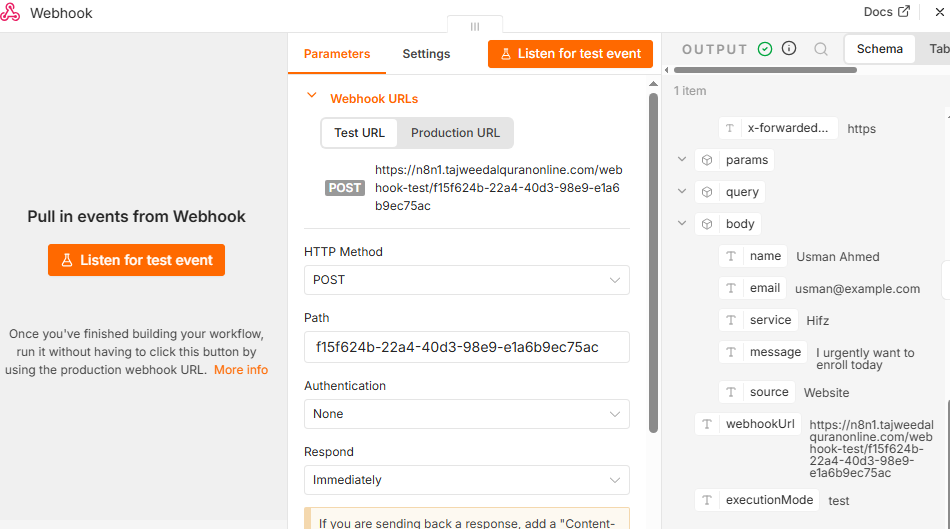 Webhook
Docs
Pull in events from Webhook
Listen for test event
Once you've finished building your workflow,
run it without having to click this button by
using the production webhook URL. More info
Parameters
Settings
Listen for test event
Webhook URLs
Test URL
Production URL
POST
https://n8n1.tajweedalquranonline.com/web
hook-test/f15f624b-22a4-40d3-98e9-e1a6
b9ec75ac
HTTP Method
POST
Path
f15f624b-22a4-40d3-98e9-e1a6b9ec75ac
Authentication
None
Respond
Immediately
If you are sending back a response, add a "Content-
OUTPUT
Schema
Tab
1 item
T x-forwarded... https
params
query
body
T name Usman Ahmed
T email usman@example.com
T service Hifz
T message I urgently want to
enroll today
T source Website
T webhookUrl https://n8n1.tajweedal
quranonline.com/web
hook-test/f15f624b-
22a4-40d3-98e9-
e1a6b9ec75ac
T executionMode test